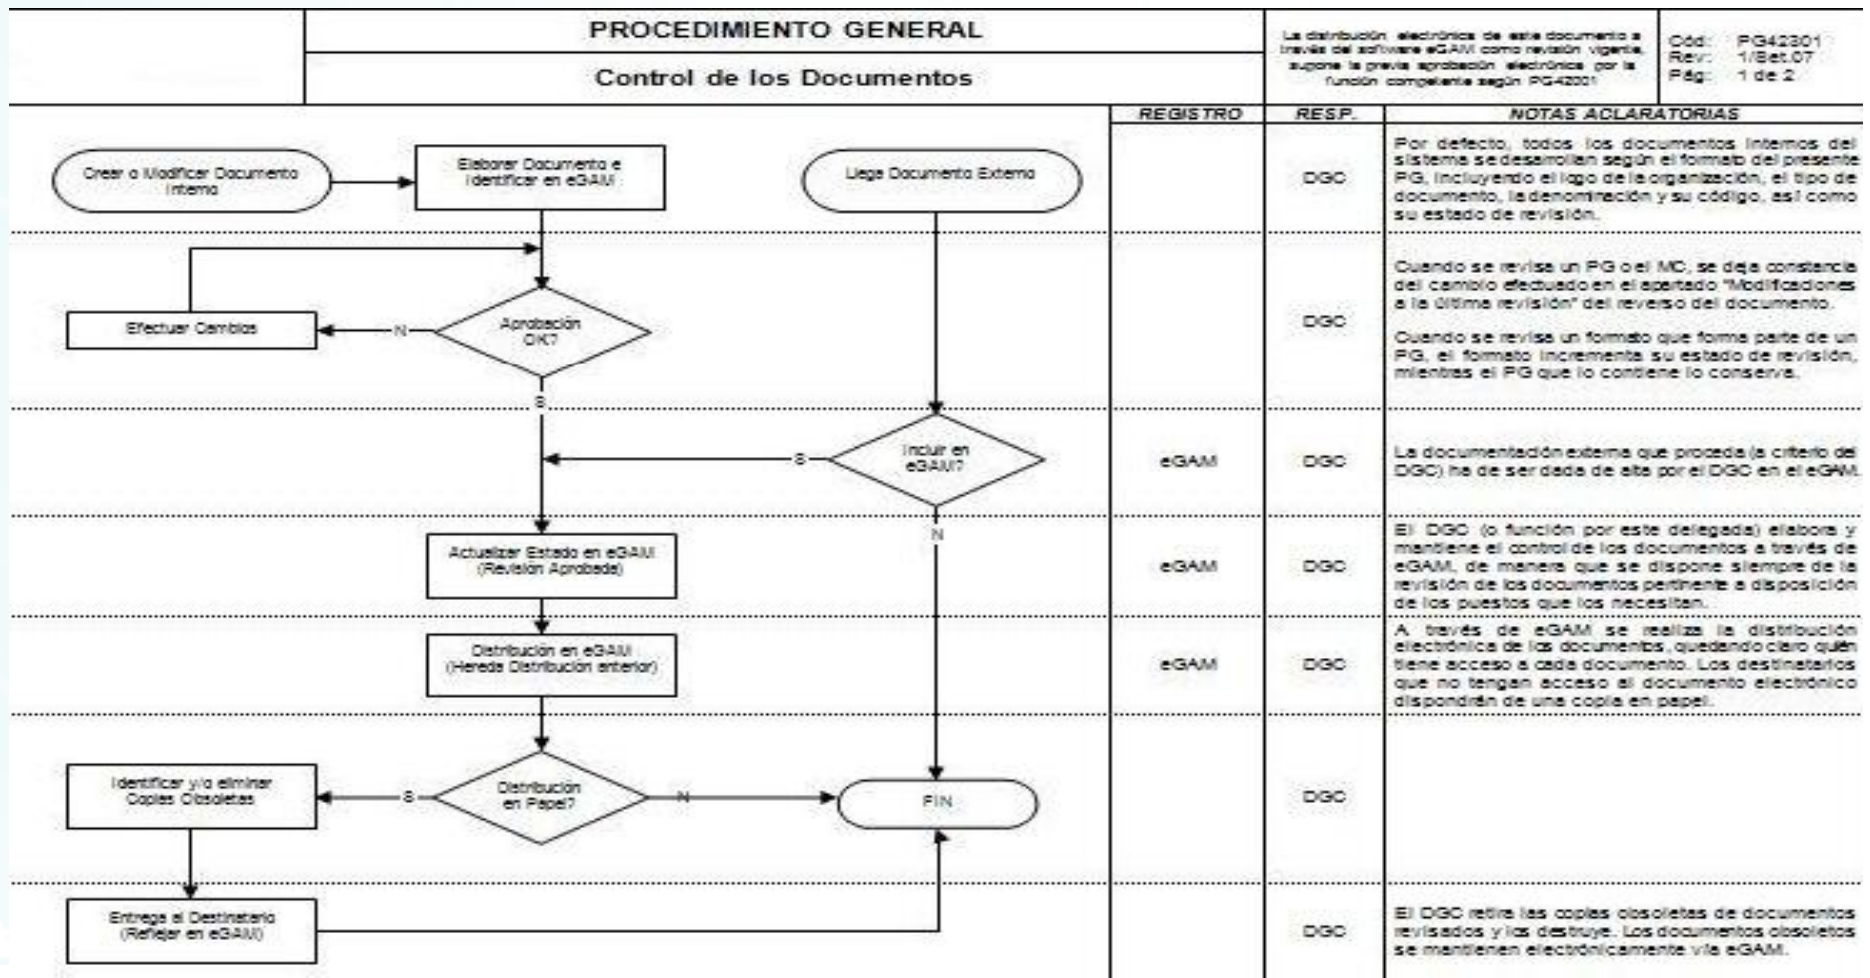 PROCEDIMIENTO GENERAL
Control de los Documentos
La distribución electrónica de este documento a
través del software eGAM como revisión vigente,
supone la previa aprobación electrónica por la
función competente según PG42301
Cód: PG42301
Rev: 1/Set.07
Pág: 1 de 2
REGISTRO
RESP.
NOTAS ACLARATORIAS
Crear o Modificar Documento
Interno
Elaborar Documento e
Identificar en eGAM
Llega Documento Externo
DGC
Por defecto, todos los documentos internos del
sistema se desarrollan según el formato del presente
PG, incluyendo el logo de la organización, el tipo de
documento, la denominación y su código, así como
su estado de revisión.
Efectuar Cambios
N
Aprobación
OK?
S
DGC
Cuando se revisa un PG o el MC, se deja constancia
del cambio efectuado en el apartado "Modificaciones
a la última revisión" del reverso del documento.
Cuando se revisa un formato que forma parte de un
PG, el formato incrementa su estado de revisión,
mientras el PG que lo contiene lo conserva.
S
Incluir en
eGAM?
N
eGAM
DGC
La documentación externa que proceda (a criterio del
DGC) ha de ser dada de alta por el DGC en el eGAM.
Actualizar Estado en eGAM
(Revisión Aprobada)
eGAM
DGC
El DGC (o función por este delegada) elabora y
mantiene el control de los documentos a través de
eGAM, de manera que se dispone siempre de la
revisión de los documentos pertinente a disposición
de los puestos que los necesitan.
Distribución en eGAM
(Hereda Distribución anterior)
eGAM
DGC
A través de eGAM se realiza la distribución
electrónica de los documentos, quedando claro quién
tiene acceso a cada documento. Los destinatarios
que no tengan acceso al documento electrónico
dispondrán de una copia en papel.
Identificar y/o eliminar
Copias Obsoletas
S
Distribución
en Papel?
N
FIN
DGC
Entrega al Destinatario
(Reflejar en eGAM)
DGC
El DGC retira las copias obsoletas de documentos
revisados y los destruye. Los documentos obsoletos
se mantienen electrónicamente vía eGAM.